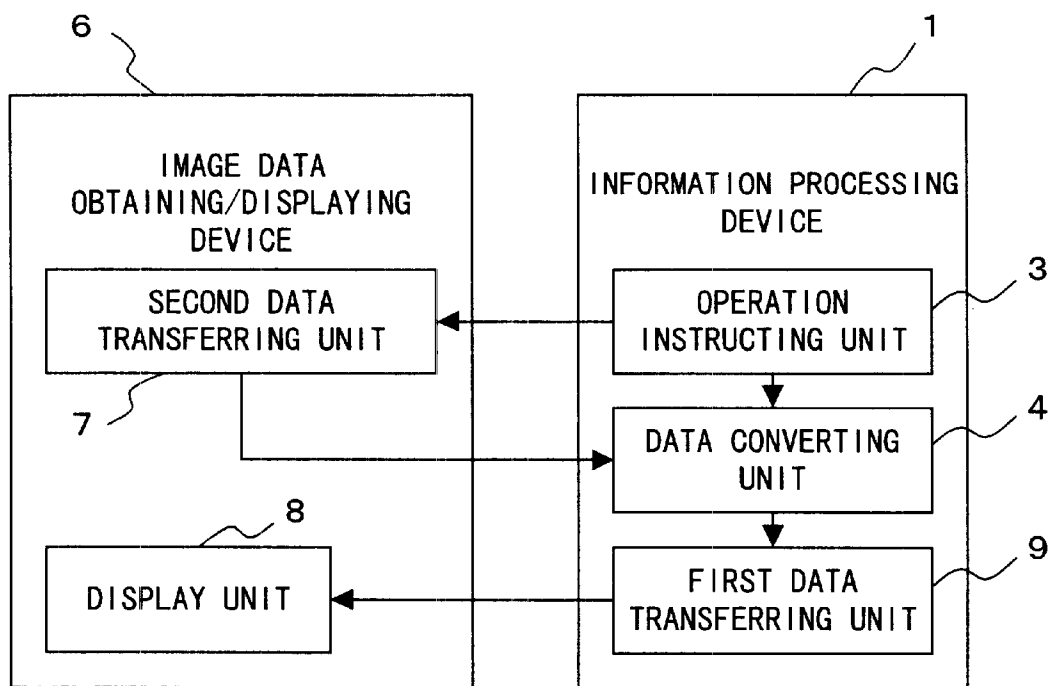 6
1
IMAGE DATA
OBTAINING/DISPLAYING
DEVICE
INFORMATION PROCESSING
DEVICE
SECOND DATA
TRANSFERRING UNIT
7
OPERATION
INSTRUCTING UNIT
3
DATA CONVERTING
UNIT
4
8
DISPLAY UNIT
FIRST DATA
TRANSFERRING UNIT
9